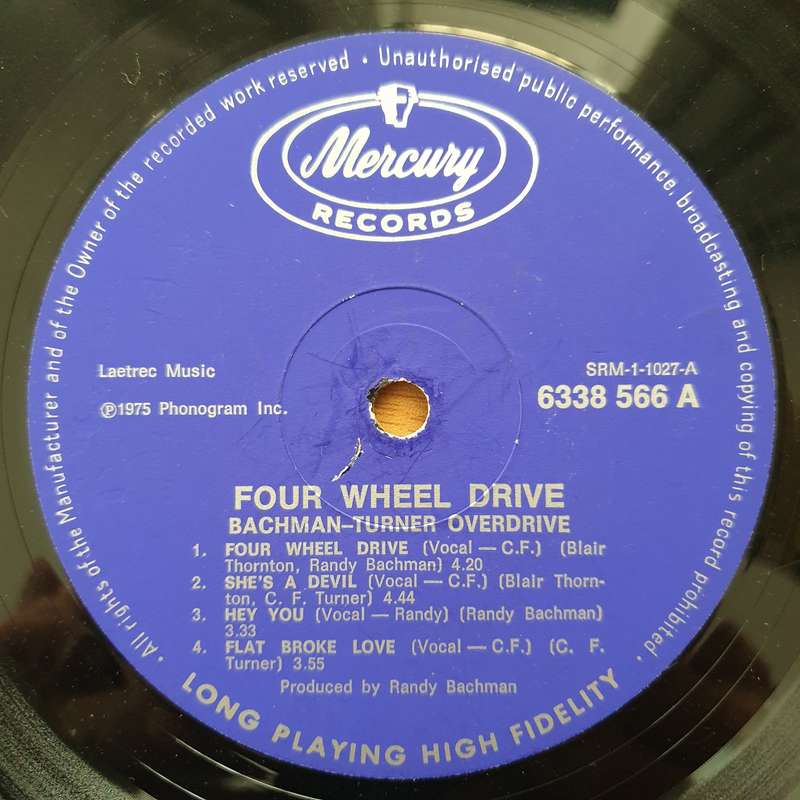 All rights of the Manufacturer and of the Owner of the recorded work reserved • Unauthorised public performance, broadcasting and copying of this record prohibited •
Mercury
RECORDS
Laetrec Music
℗1975 Phonogram Inc.
SRM-1-1027-A
6338 566 A
FOUR WHEEL DRIVE
BACHMAN–TURNER OVERDRIVE
1. FOUR WHEEL DRIVE (Vocal — C.F.) (Blair
Thornton, Randy Bachman) 4.20
2. SHE'S A DEVIL (Vocal — C.F.) (Blair Thorn-
ton, C. F. Turner) 4.44
3. HEY YOU (Vocal — Randy) (Randy Bachman)
3.33
4. FLAT BROKE LOVE (Vocal — C.F.) (C. F.
Turner) 3.55
Produced by Randy Bachman
LONG PLAYING HIGH FIDELITY